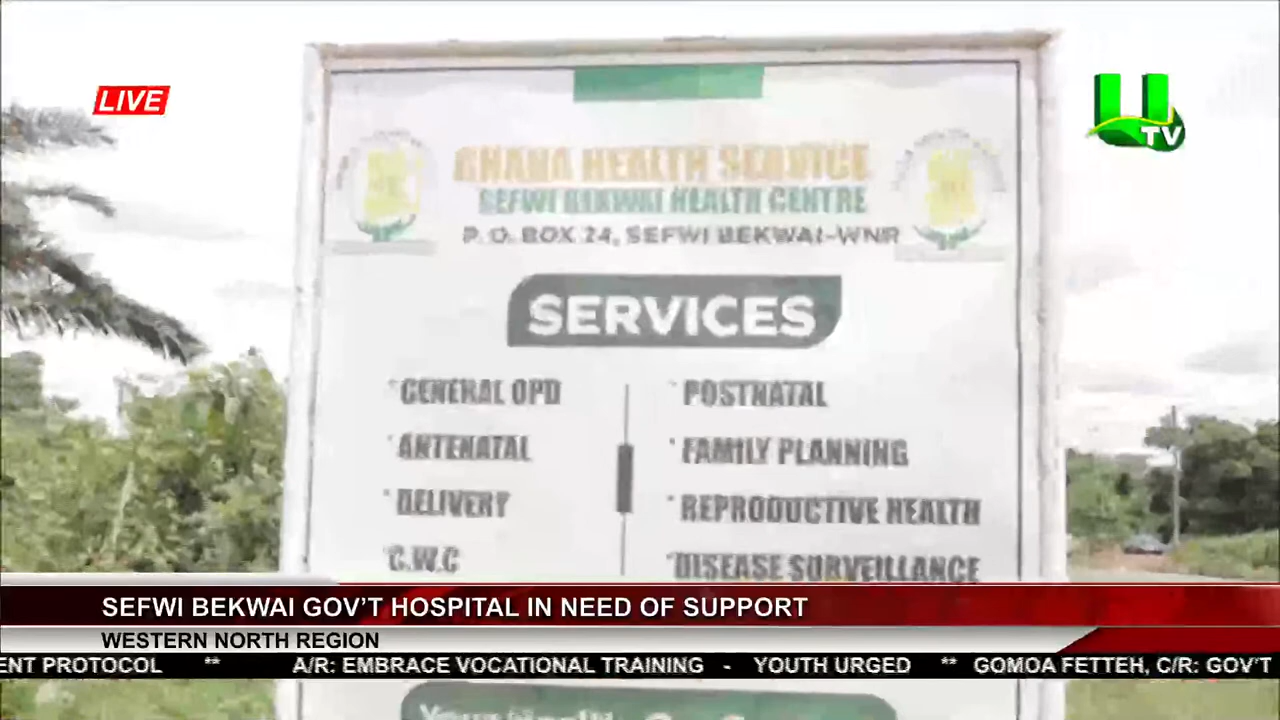 LIVE
U
TV
GHANA HEALTH SERVICE
SEFWI BEKWAI HEALTH CENTRE
P. O. BOX 24, SEFWI BEKWAI-WNR
SERVICES
*GENERAL OPD
*ANTENATAL
*DELIVERY
*C.W.C
*POSTNATAL
*FAMILY PLANNING
*REPRODUCTIVE HEALTH
*DISEASE SURVEILLANCE
SEFWI BEKWAI GOV'T HOSPITAL IN NEED OF SUPPORT
WESTERN NORTH REGION
ENT PROTOCOL ** A/R: EMBRACE VOCATIONAL TRAINING - YOUTH URGED ** GOMOA FETTEH, C/R: GOV'T
Your Health